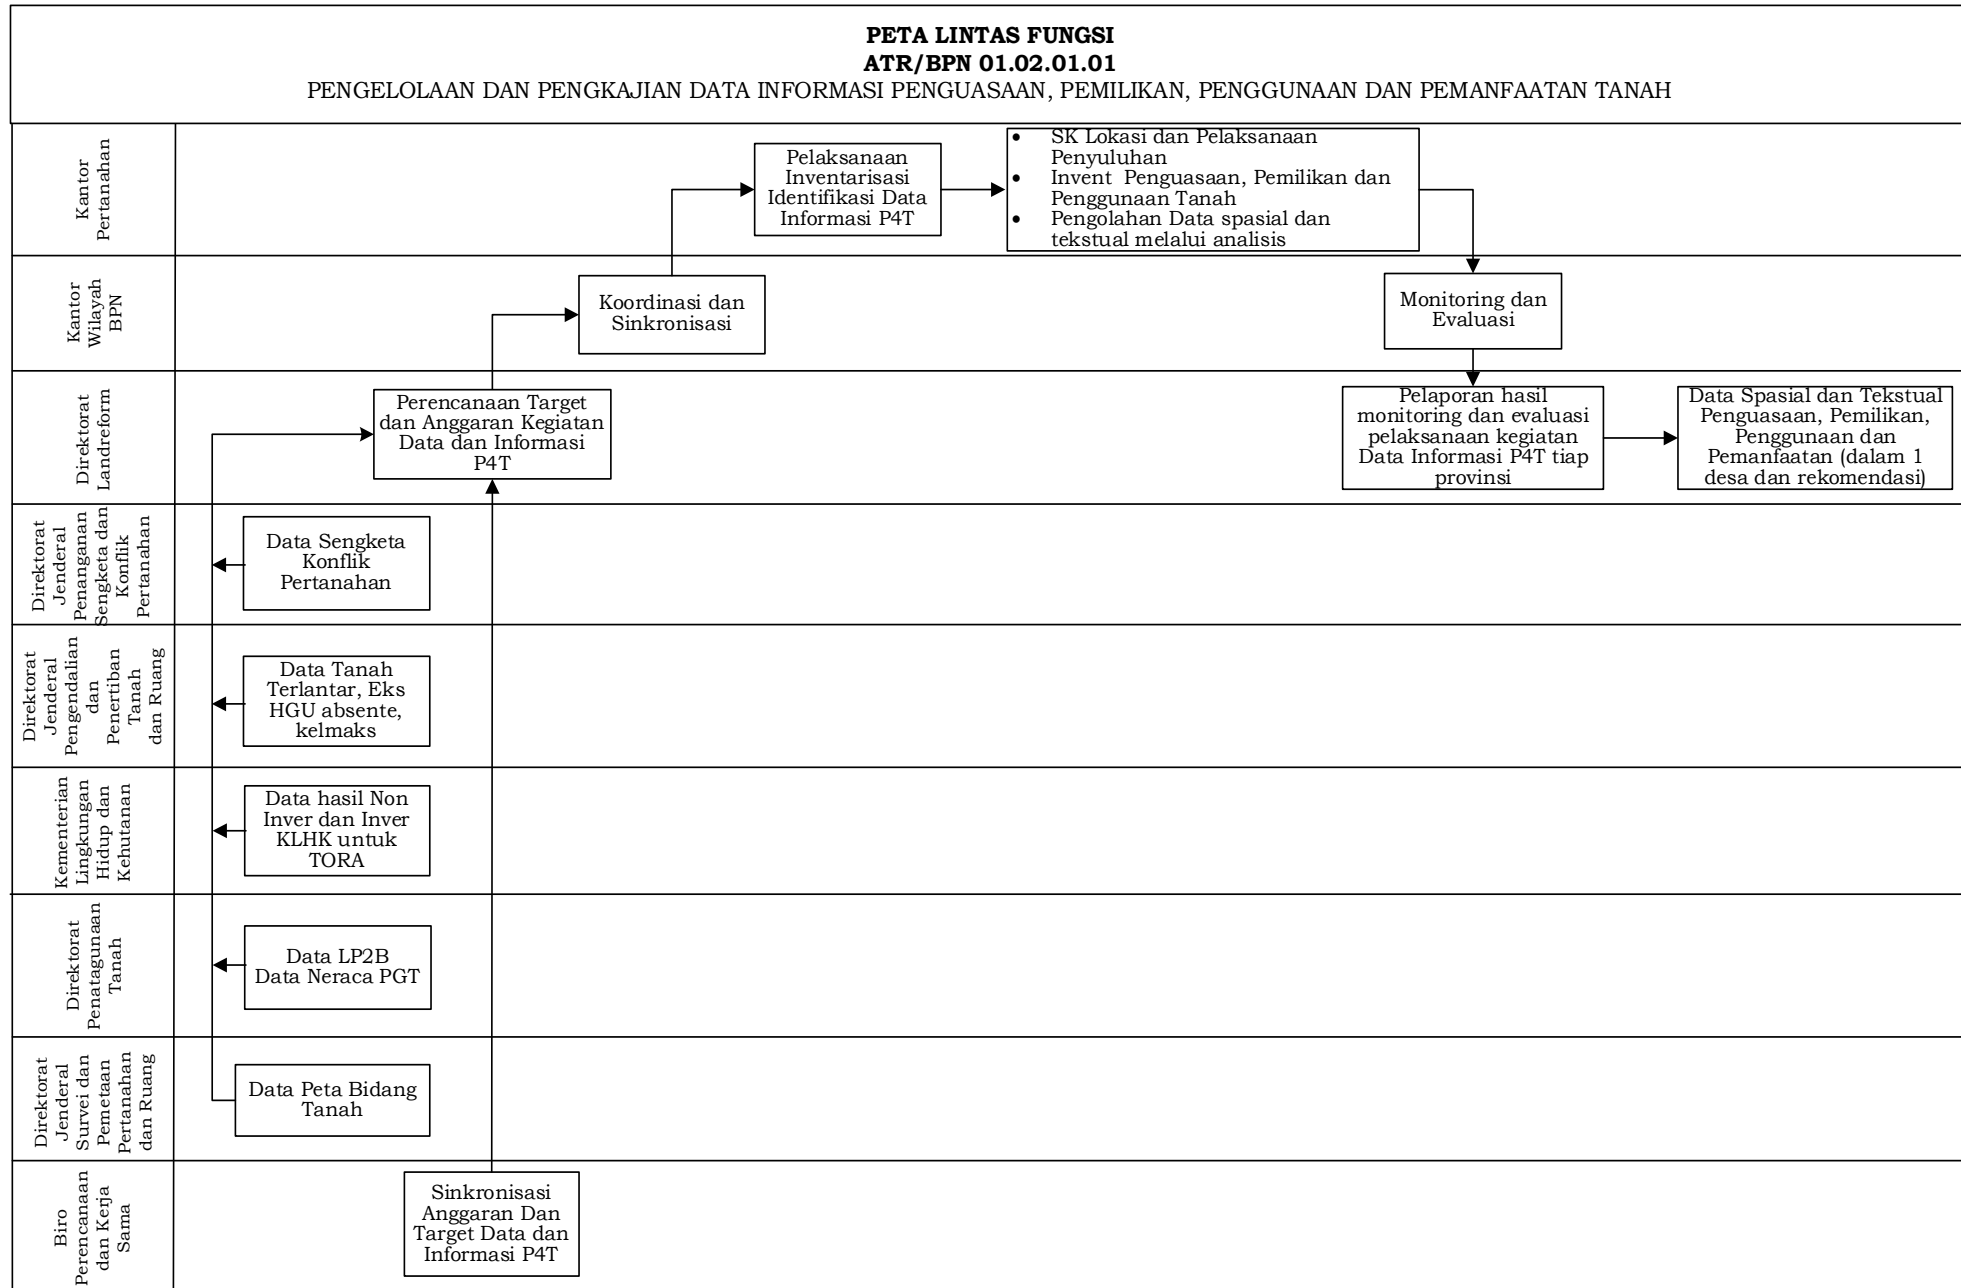 PETA LINTAS FUNGSI
ATR/BPN 01.02.01.01
PENGELOLAAN DAN PENGKAJIAN DATA INFORMASI PENGUASAAN, PEMILIKAN, PENGGUNAAN DAN PEMANFAATAN TANAH
Kantor
Pertanahan
Pelaksanaan
Inventarisasi
Identifikasi Data
Informasi P4T
• SK Lokasi dan Pelaksanaan
Penyuluhan
• Invent  Penguasaan, Pemilikan dan
Penggunaan Tanah
• Pengolahan Data spasial dan
tekstual melalui analisis
Kantor
Wilayah
BPN
Koordinasi dan
Sinkronisasi
Monitoring dan
Evaluasi
Direktorat
Landreform
Perencanaan Target
dan Anggaran Kegiatan
Data dan Informasi
P4T
Pelaporan hasil
monitoring dan evaluasi
pelaksanaan kegiatan
Data Informasi P4T tiap
provinsi
Data Spasial dan Tekstual
Penguasaan, Pemilikan,
Penggunaan dan
Pemanfaatan (dalam 1
desa dan rekomendasi)
Direktorat
Jenderal
Penanganan
Sengketa dan
Konflik
Pertanahan
Data Sengketa
Konflik
Pertanahan
Direktorat
Jenderal
Pengendalian
dan
Penertiban
Tanah
dan Ruang
Data Tanah
Terlantar, Eks
HGU absente,
kelmaks
Kementerian
Lingkungan
Hidup dan
Kehutanan
Data hasil Non
Inver dan Inver
KLHK untuk
TORA
Direktorat
Penatagunaan
Tanah
Data LP2B
Data Neraca PGT
Direktorat
Jenderal
Survei dan
Pemetaan
Pertanahan
dan Ruang
Data Peta Bidang
Tanah
Biro
Perencanaan
dan Kerja
Sama
Sinkronisasi
Anggaran Dan
Target Data dan
Informasi P4T